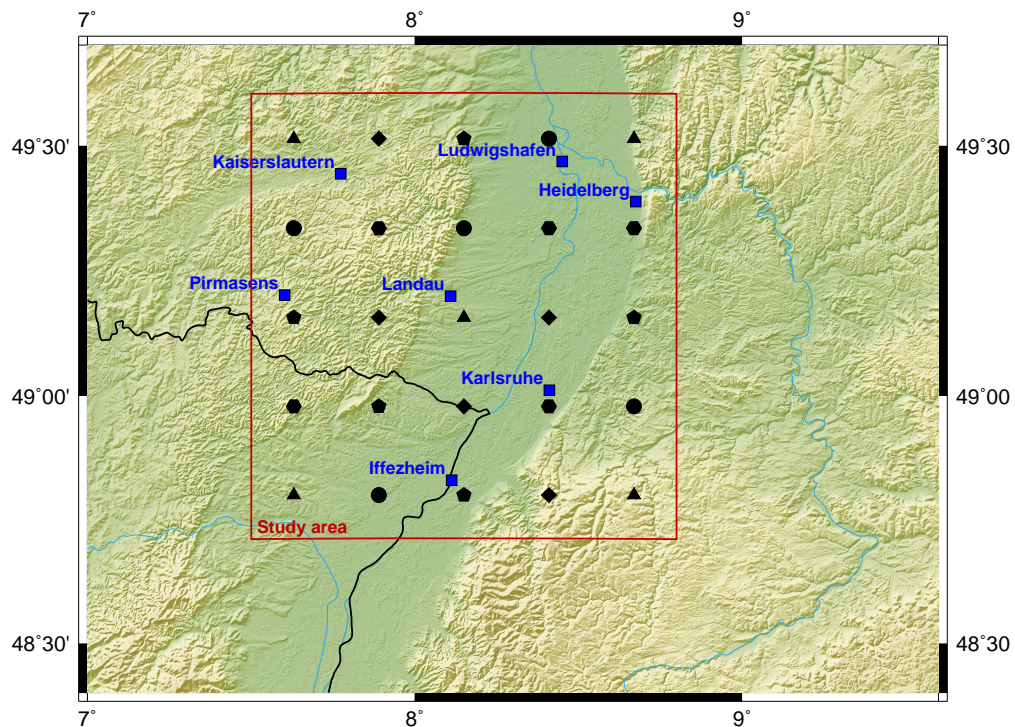 7˚ 8˚ 9˚
49˚30' 49˚30'
Ludwigshafen
Kaiserslautern
Heidelberg
Pirmasens Landau
Karlsruhe
49˚00' 49˚00'
Iffezheim
Study area
48˚30' 48˚30'
7˚ 8˚ 9˚